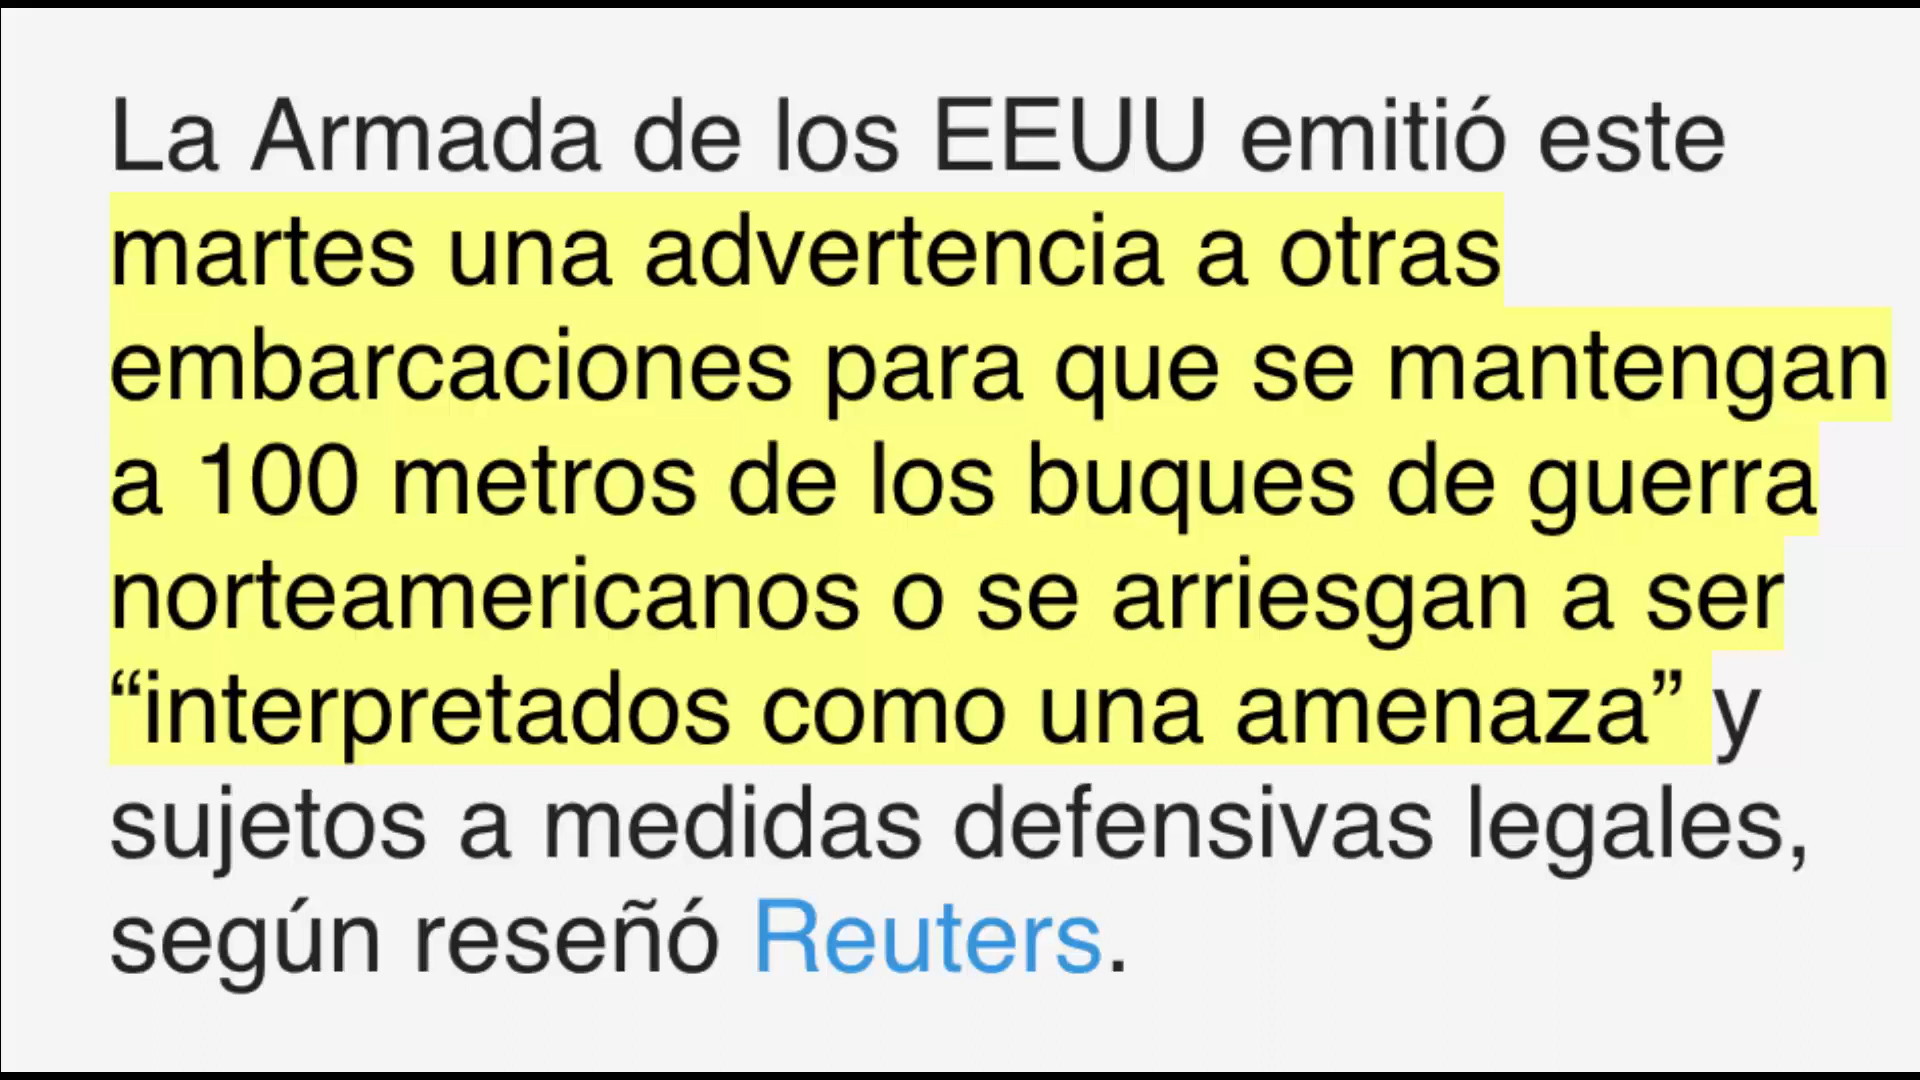 La Armada de los EEUU emitió este
martes una advertencia a otras
embarcaciones para que se mantengan
a 100 metros de los buques de guerra
norteamericanos o se arriesgan a ser
“interpretados como una amenaza” y
sujetos a medidas defensivas legales,
según reseñó Reuters.